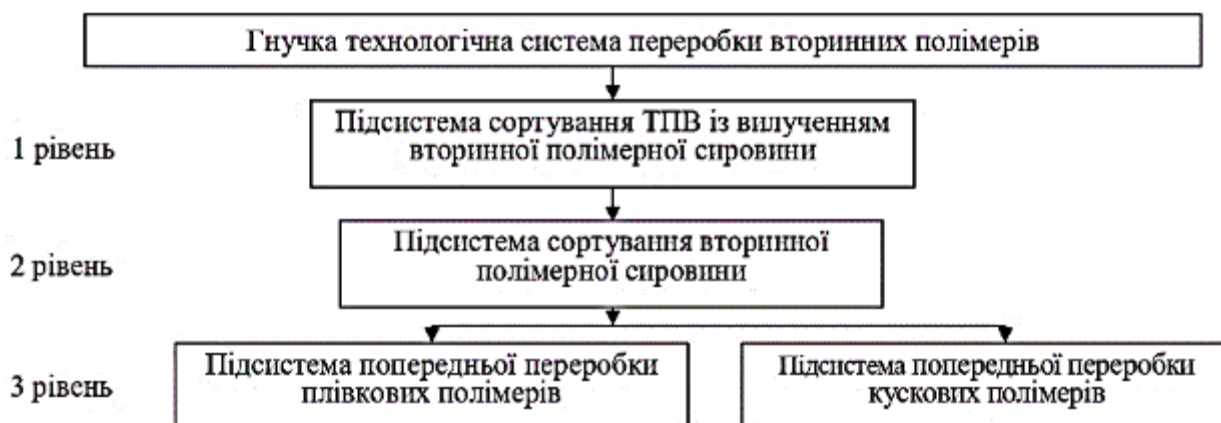 Гнучка технологічна система переробки вторинних полімерів
1 рівень
Підсистема сортування ТПВ із вилученням
вторинної полімерної сировини
2 рівень
Підсистема сортування вторинної
полімерної сировини
3 рівень
Підсистема попередньої переробки
плівкових полімерів
Підсистема попередньої переробки
кускових полімерів